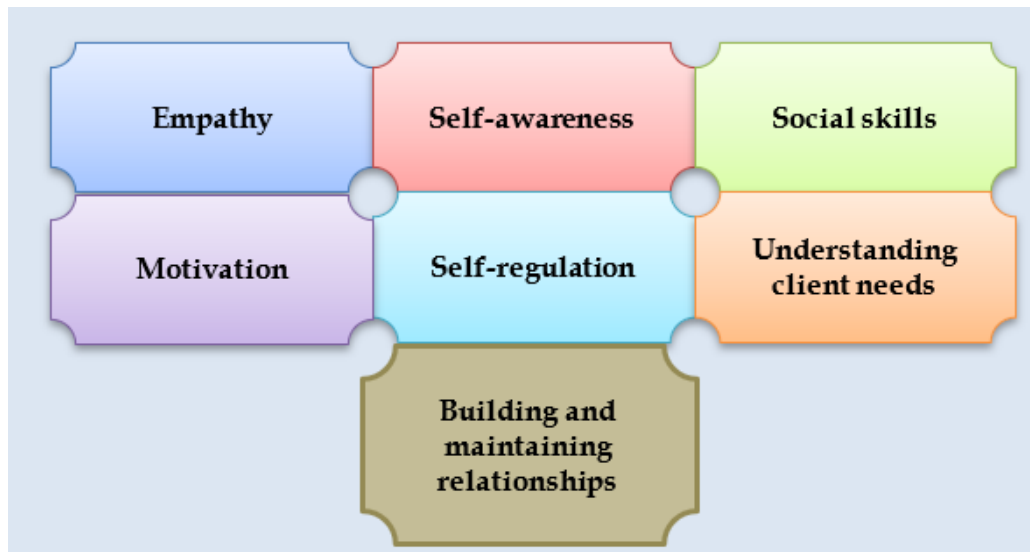 Empathy
Self-awareness
Social skills
Motivation
Self-regulation
Understanding
client needs
Building and
maintaining
relationships